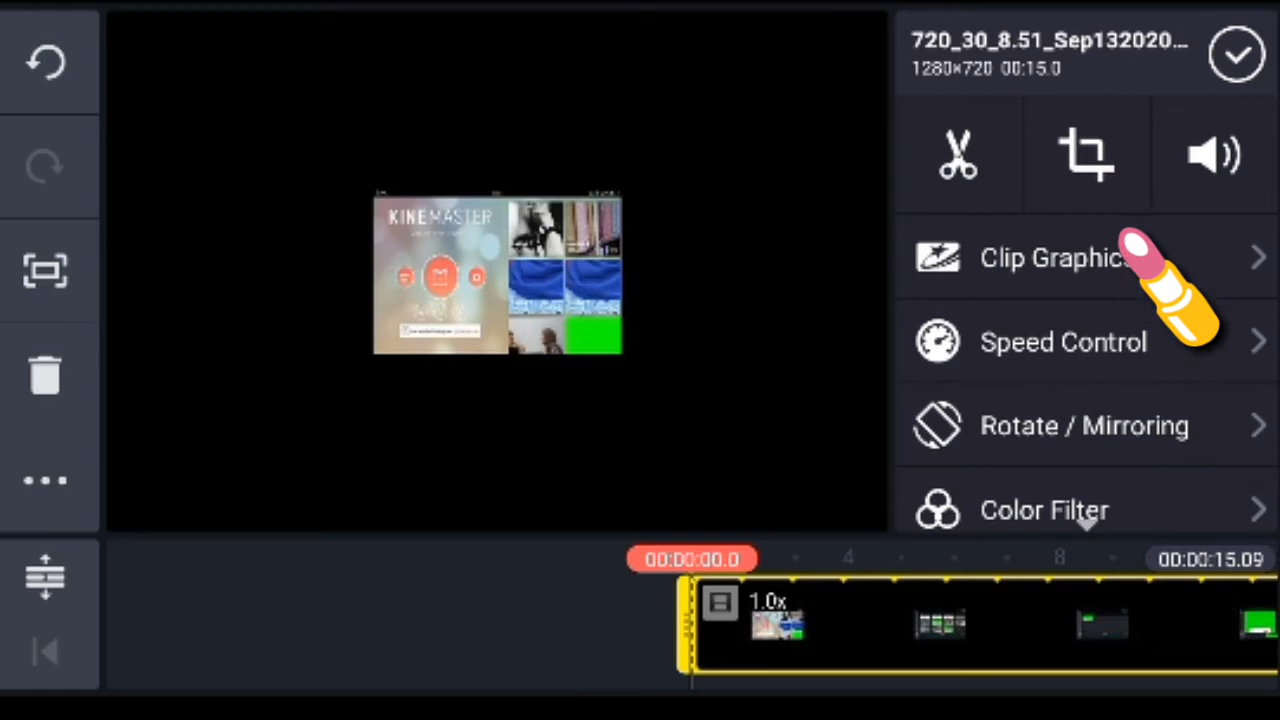 720_30_8.51_Sep132020...
1280×720 00:15.0
KINEMASTER
Clip Graphics
Speed Control
Rotate / Mirroring
Color Filter
00:00:00.0
4
8
00:00:15.09
1.0x